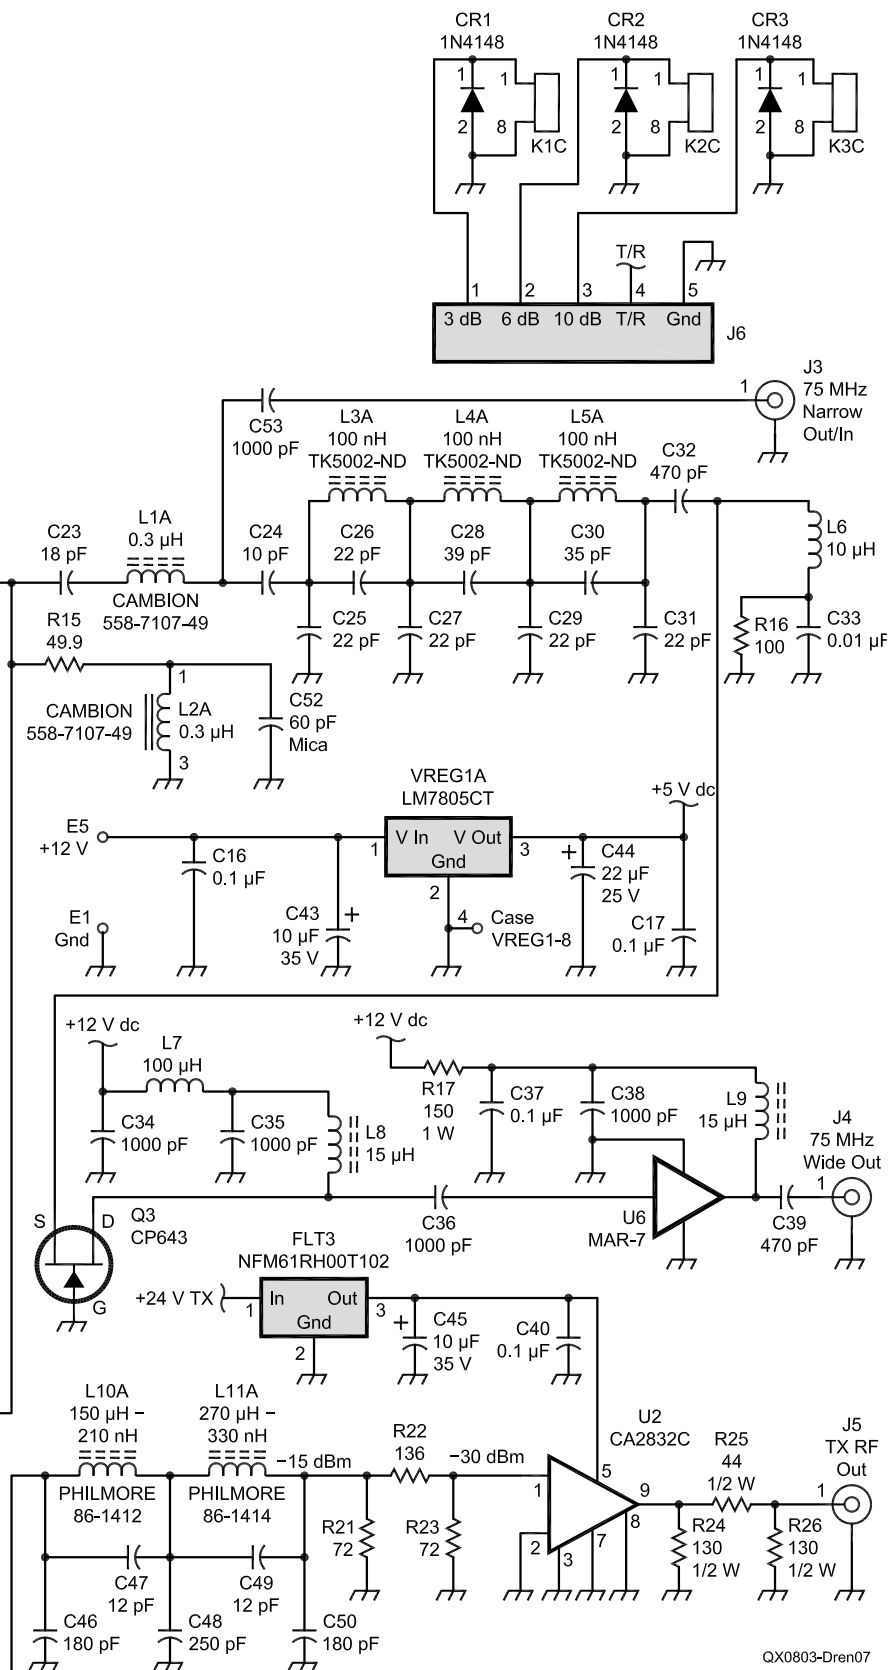 CR1
1N4148
CR2
1N4148
CR3
1N4148
1
1
1
1
1
1
2
8
2
8
2
8
K1C
K2C
K3C
T/R
1
2
3
4
5
3 dB
6 dB
10 dB
T/R
Gnd
J6
J3
75 MHz
Narrow
Out/In
1
C53
1000 pF
L3A
100 nH
TK5002-ND
L4A
100 nH
TK5002-ND
L5A
100 nH
TK5002-ND
C32
470 pF
L1A
0.3 µH
C23
18 pF
C24
10 pF
C26
22 pF
C28
39 pF
C30
35 pF
L6
10 µH
CAMBION
558-7107-49
R15
49.9
C25
22 pF
C27
22 pF
C29
22 pF
C31
22 pF
R16
100
C33
0.01 µF
1
CAMBION
558-7107-49
L2A
0.3 µH
3
C52
60 pF
Mica
VREG1A
LM7805CT
+5 V dc
E5
+12 V
1
V In
V Out
Gnd
3
2
C16
0.1 µF
+
C44
22 µF
25 V
E1
Gnd
C43
10 µF
35 V
+
4
Case
VREG1-8
C17
0.1 µF
+12 V dc
L7
100 µH
+12 V dc
R17
150
1 W
C37
0.1 µF
C38
1000 pF
L9
15 µH
C34
1000 pF
C35
1000 pF
L8
15 µH
J4
75 MHz
Wide Out
1
S
D
G
Q3
CP643
C36
1000 pF
U6
MAR-7
C39
470 pF
FLT3
NFM61RH00T102
+24 V TX
1
In
Out
Gnd
3
2
+
C45
10 µF
35 V
C40
0.1 µF
L10A
150 µH –
210 nH
L11A
270 µH –
330 nH
PHILMORE
86-1412
PHILMORE
86-1414
–15 dBm
R22
136
–30 dBm
U2
CA2832C
R25
44
1/2 W
J5
TX RF
Out
1
1
2
3
5
7
8
9
R21
72
R23
72
R24
130
1/2 W
R26
130
1/2 W
C47
12 pF
C49
12 pF
C46
180 pF
C48
250 pF
C50
180 pF
QX0803-Dren07